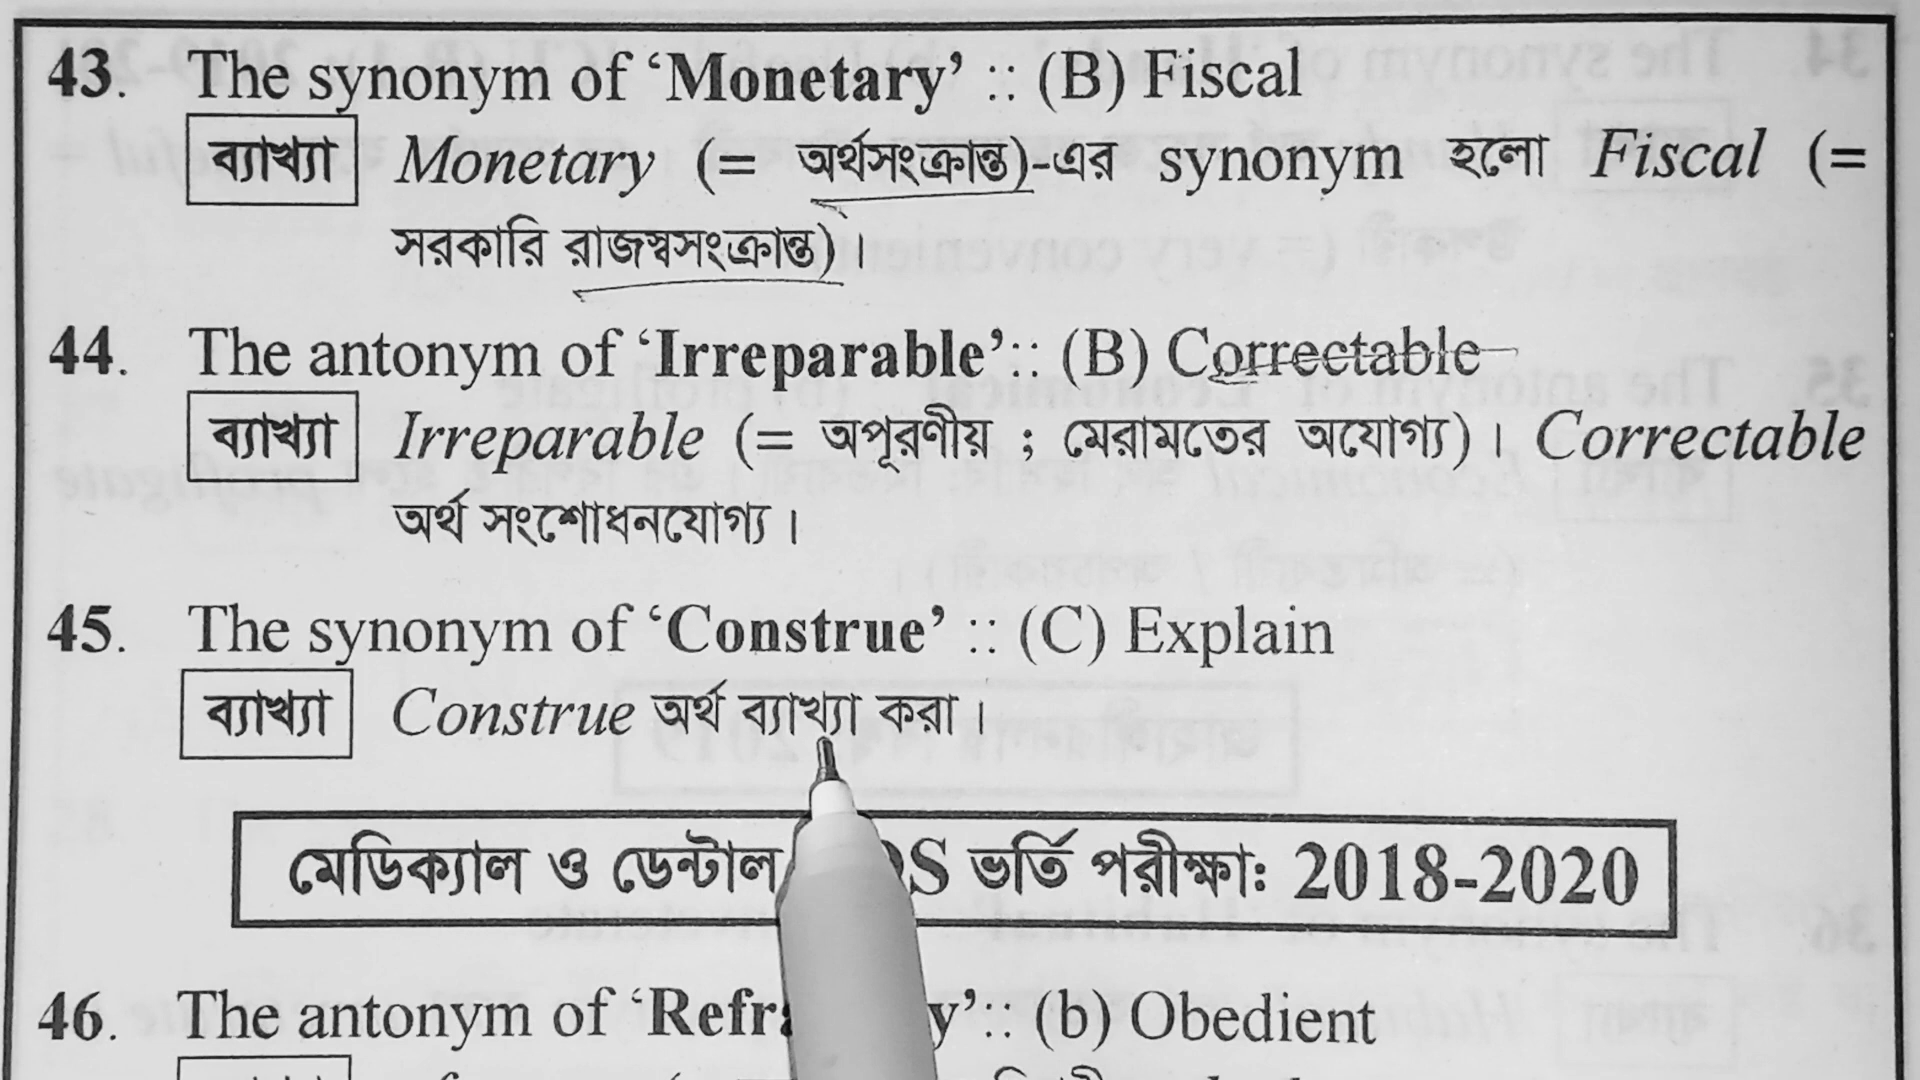 43. The synonym of ‘Monetary’ :: (B) Fiscal
ব্যাখ্যা Monetary (= অর্থসংক্রান্ত)-এর synonym হলো Fiscal (=
সরকারি রাজস্বসংক্রান্ত)।
44. The antonym of ‘Irreparable’:: (B) Correctable
ব্যাখ্যা Irreparable (= অপূরণীয় ; মেরামতের অযোগ্য) । Correctable
অর্থ সংশোধনযোগ্য ।
45. The synonym of ‘Construe’ :: (C) Explain
ব্যাখ্যা Construe অর্থ ব্যাখ্যা করা ।
মেডিক্যাল ও ডেন্টাল ভর্তি পরীক্ষা: 2018-2020
46. The antonym of :: (b) Obedient